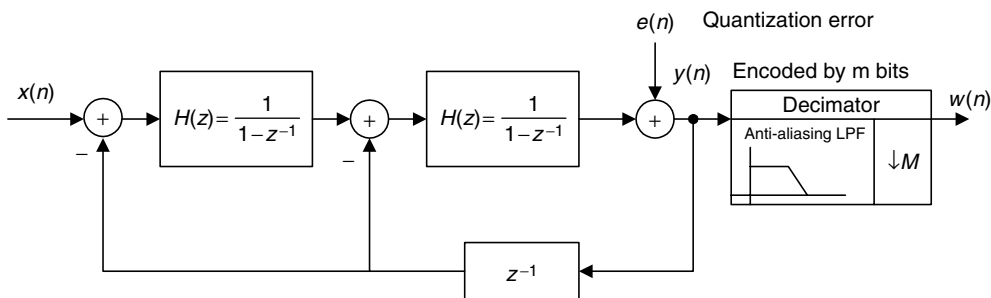 e(n) Quantization error
x(n)
y(n)
Encoded by m bits
w(n)
+
H(z)= 1/(1−z⁻¹)
+
H(z)= 1/(1−z⁻¹)
+
Decimator
Anti-aliasing LPF
↓M
−
−
z⁻¹